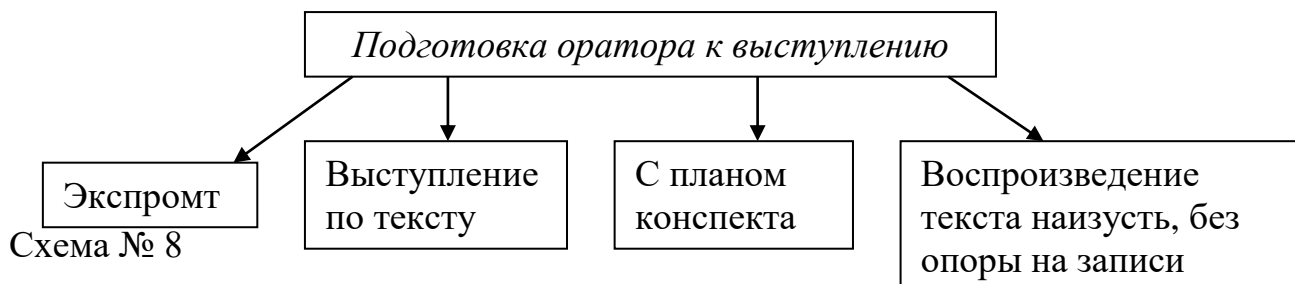 Подготовка оратора к выступлению
Экспромт
Выступление
по тексту
С планом
конспекта
Воспроизведение
текста наизусть, без
опоры на записи
Схема № 8